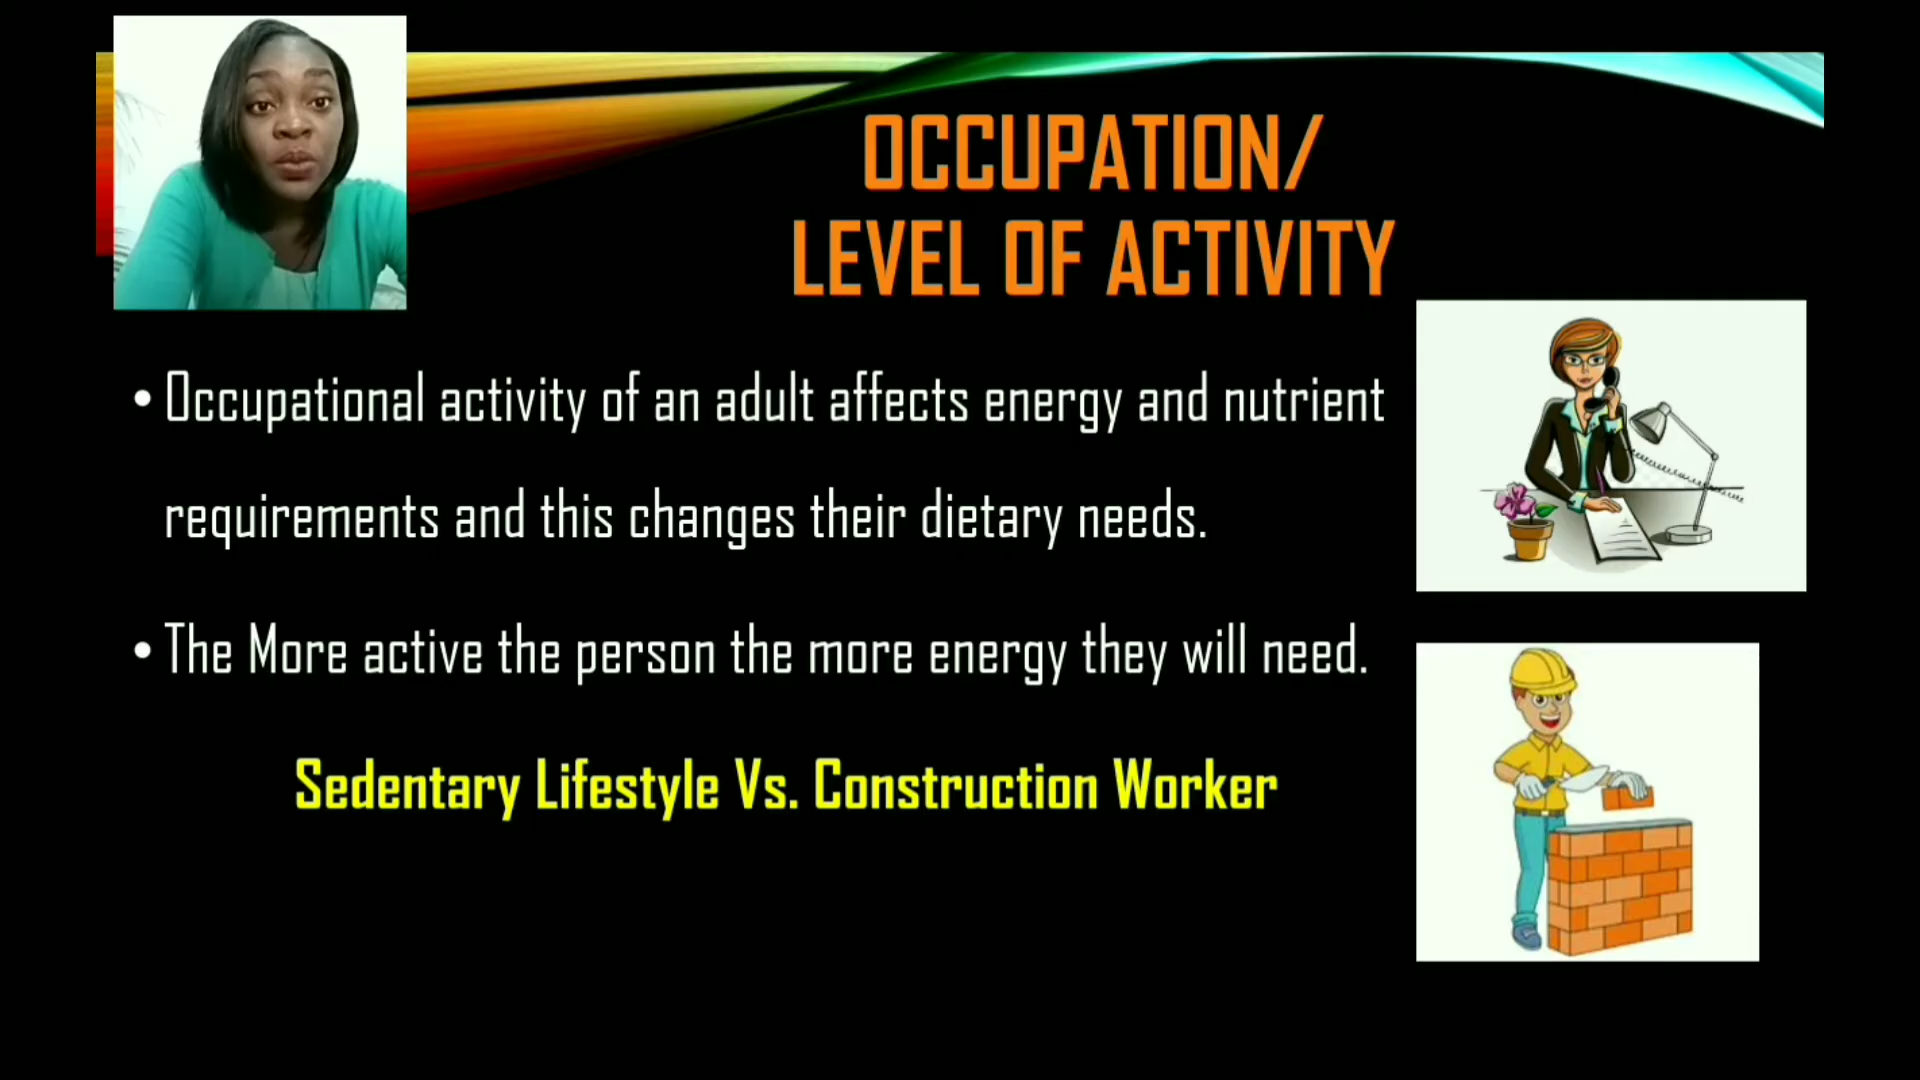 OCCUPATION/
LEVEL OF ACTIVITY
• Occupational activity of an adult affects energy and nutrient
requirements and this changes their dietary needs.
• The More active the person the more energy they will need.
Sedentary Lifestyle Vs. Construction Worker